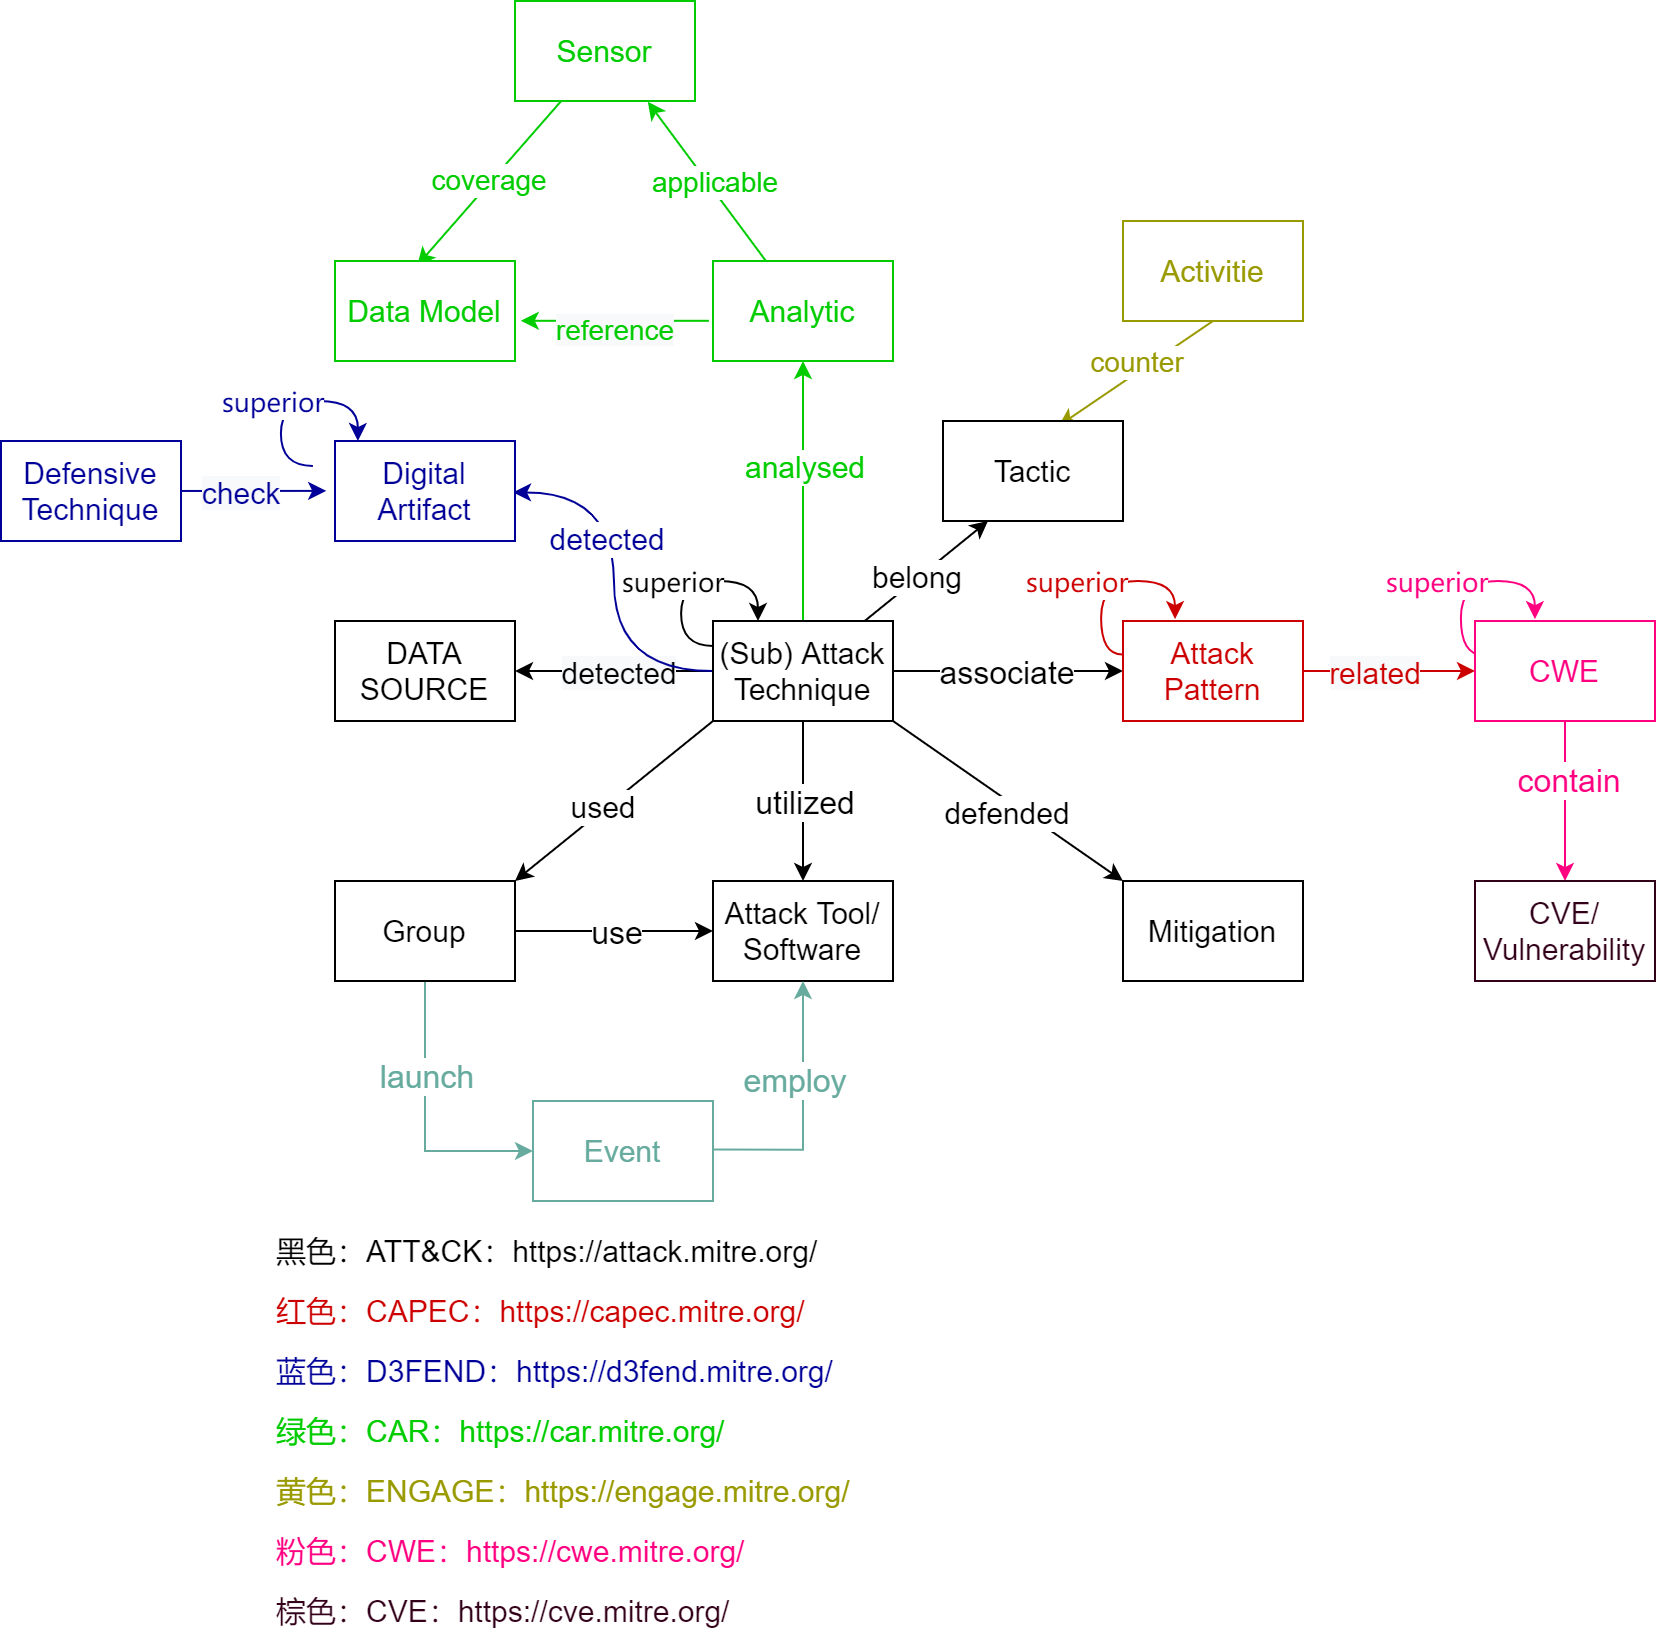 Sensor
coverage
applicable
Data Model
reference
Analytic
Activitie
counter
superior
analysed
Tactic
Defensive
Technique
check
Digital
Artifact
detected
superior
belong
superior
superior
DATA
SOURCE
detected
(Sub) Attack
Technique
associate
Attack
Pattern
related
CWE
used
utilized
defended
contain
Group
use
Attack Tool/
Software
Mitigation
CVE/
Vulnerability
launch
employ
Event
黑色：ATT&CK：https://attack.mitre.org/
红色：CAPEC：https://capec.mitre.org/
蓝色：D3FEND：https://d3fend.mitre.org/
绿色：CAR：https://car.mitre.org/
黄色：ENGAGE：https://engage.mitre.org/
粉色：CWE：https://cwe.mitre.org/
棕色：CVE：https://cve.mitre.org/